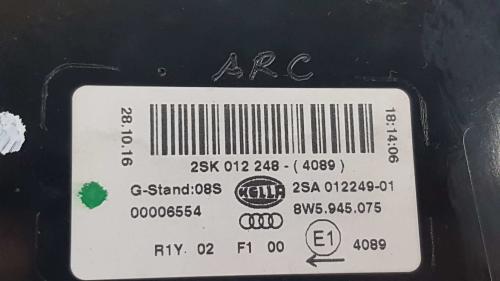 ARC
28.10.16
18:14:06
2SK 012 248 - ( 4089 )
G-Stand:08S HELLA 2SA 012249-01
00006554 8W5.945.075
R1Y. 02 F1 00 E1 4089